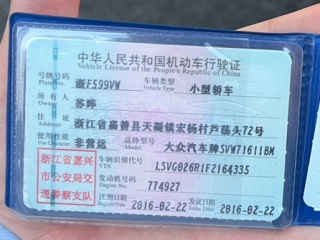 中华人民共和国机动车行驶证
Vehicle License of the People's Republic of China
号牌号码 浙F599VW 车辆类型 小型轿车
Plate No. Vehicle Type
所有人 苏晔
Owner
住址 浙江省嘉善县天凝镇宏杨村芦荡头72号
Address
使用性质 非营运 品牌型号 大众汽车牌SVW71611BM
Use Character Model
浙江省嘉兴
市公安局交
通警察支队
车辆识别代号 LSVG026R1F2164335
VIN
发动机号码 774927
Engine No.
注册日期 2016-02-22 发证日期 2016-02-22
Register Date Issue Date